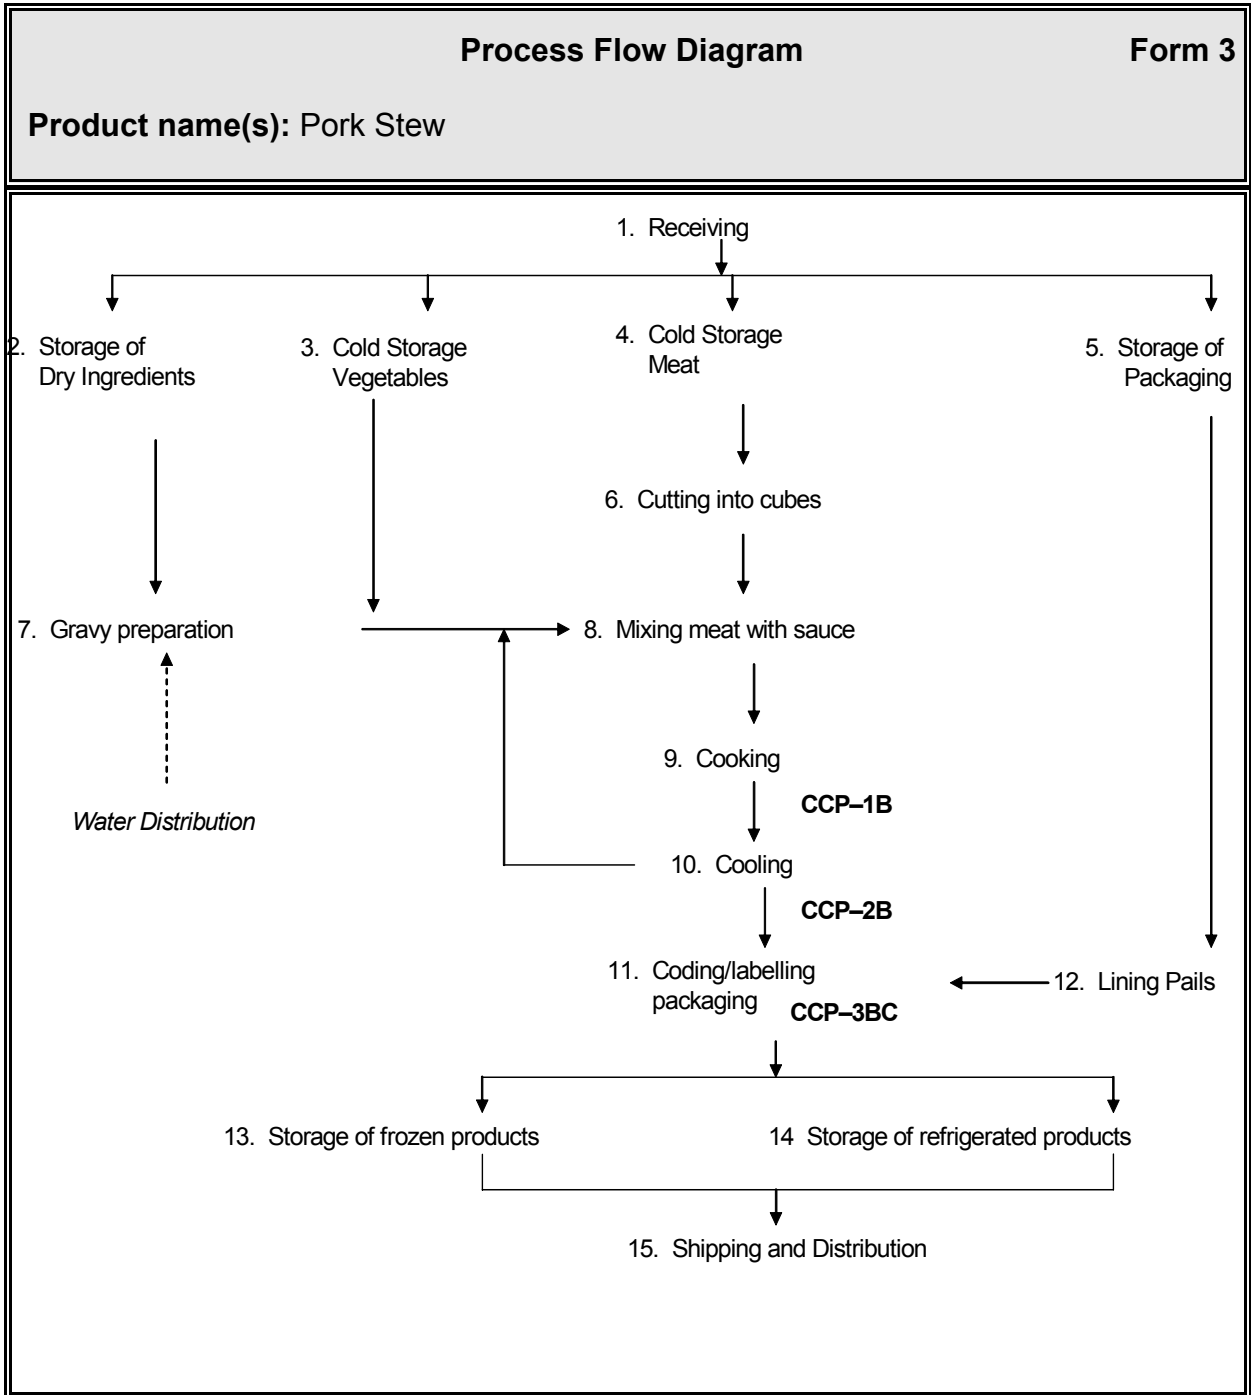 Process Flow Diagram Form 3
Product name(s): Pork Stew
1. Receiving
2. Storage of
Dry Ingredients
3. Cold Storage
Vegetables
4. Cold Storage
Meat
5. Storage of
Packaging
6. Cutting into cubes
7. Gravy preparation
8. Mixing meat with sauce
9. Cooking
CCP–1B
Water Distribution
10. Cooling
CCP–2B
11. Coding/labelling
packaging
CCP–3BC
12. Lining Pails
13. Storage of frozen products
14 Storage of refrigerated products
15. Shipping and Distribution